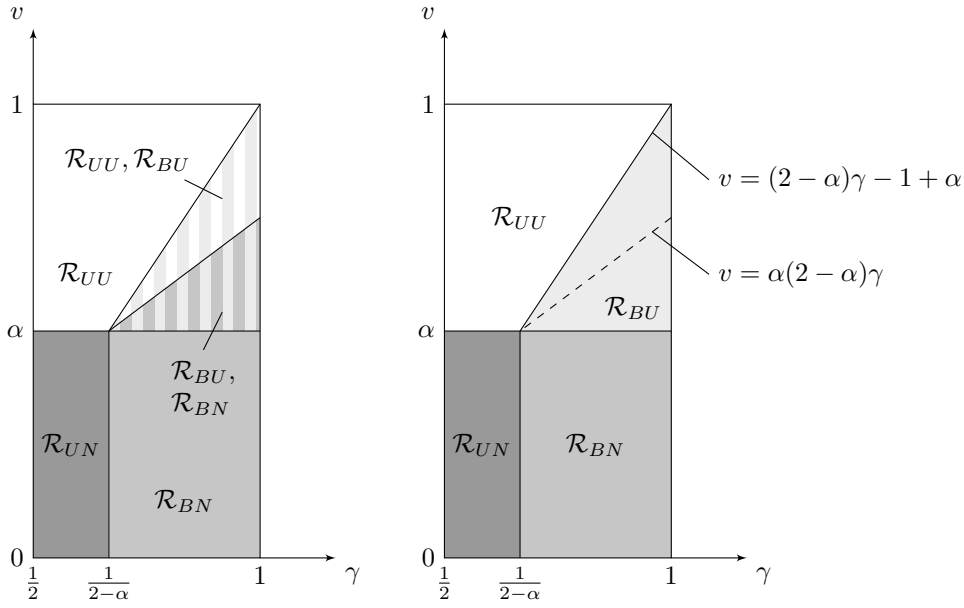 v
1
α
0
1/2
1/(2−α)
1
γ
ℛ_UU, ℛ_BU
ℛ_UU
ℛ_BU,
ℛ_BN
ℛ_UN
ℛ_BN
v
1
α
0
1/2
1/(2−α)
1
γ
ℛ_UU
ℛ_BU
ℛ_UN
ℛ_BN
v = (2 − α)γ − 1 + α
v = α(2 − α)γ